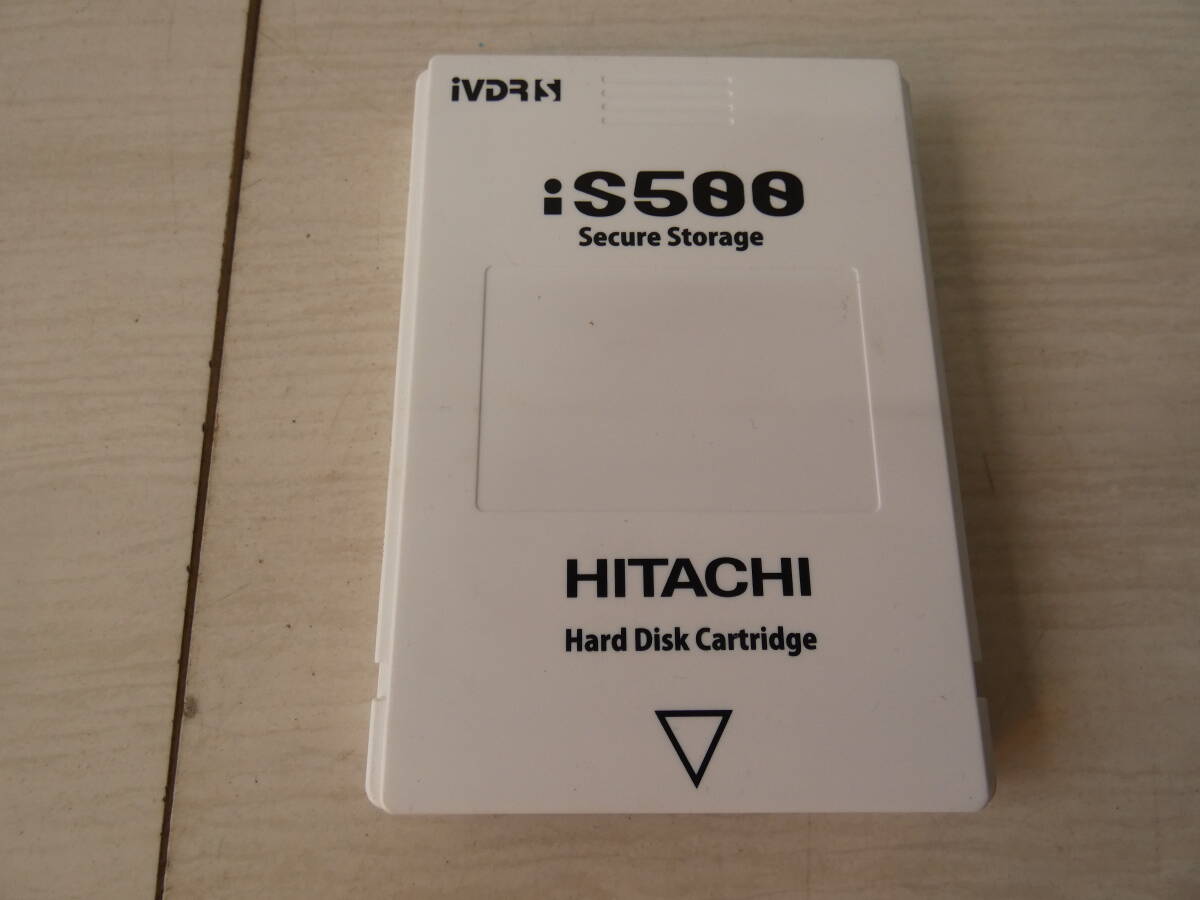 iVDR S
iS500
Secure Storage
HITACHI
Hard Disk Cartridge